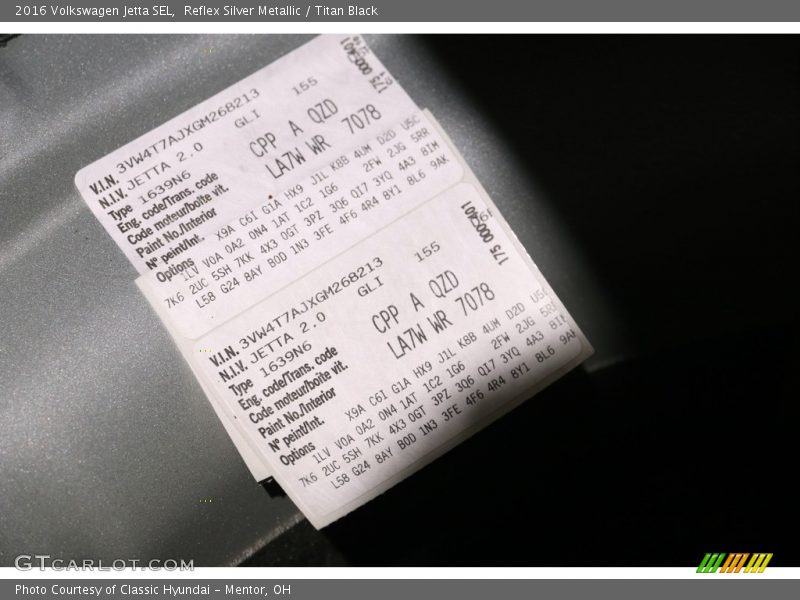 2016 Volkswagen Jetta SEL, Reflex Silver Metallic / Titan Black
V.I.N. 3VW4T7AJXGM268213
N.I.V. JETTA 2.0 GLI 155
Type 1639N6
Eng. code/Trans. code CPP A QZD
Code moteur/boite vit.
Paint No./Interior LA7W WR 7078
N° peint/Int.
Options X9A C6I G1A HX9 J1L K8B 4UM D2D U5C
1LV V0A 0A2 0N4 1AT 1C2 1G6 2FW 2JG 5RR
7K6 2UC 5SH 7KK 4X3 0GT 3PZ 3Q6 Q17 3YQ 4A3 8IM
L58 G24 8AY B0D 1N3 3FE 4F6 4R4 8Y1 8L6 9AK
V.I.N. 3VW4T7AJXGM268213
N.I.V. JETTA 2.0 GLI 155
Type 1639N6
Eng. code/Trans. code CPP A QZD
Code moteur/boite vit.
Paint No./Interior LA7W WR 7078
N° peint/Int.
Options X9A C6I G1A HX9 J1L K8B 4UM D2D U5C
1LV V0A 0A2 0N4 1AT 1C2 1G6 2FW 2JG 5RR
7K6 2UC 5SH 7KK 4X3 0GT 3PZ 3Q6 Q17 3YQ 4A3 8IM
L58 G24 8AY B0D 1N3 3FE 4F6 4R4 8Y1 8L6 9AK
GTCARLOT.COM
Photo Courtesy of Classic Hyundai - Mentor, OH